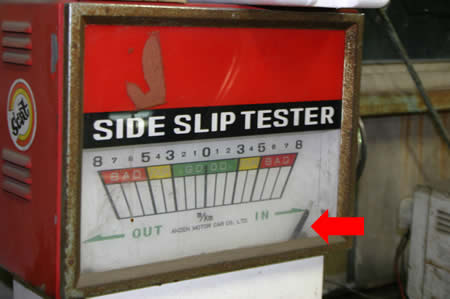 SIDE SLIP TESTER
8 7 6 5 4 3 2 1 0 1 2 3 4 5 6 7 8
BAD GOOD BAD
m/Km
OUT IN
ANZEN MOTOR CAR CO. LTD.